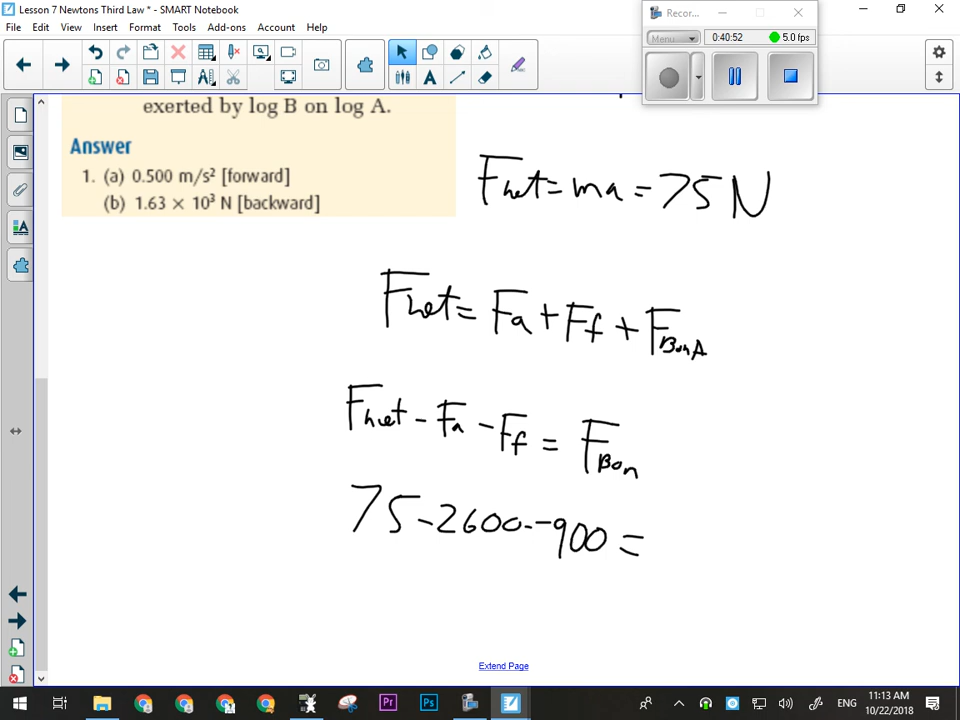 Lesson 7 Newtons Third Law * - SMART Notebook
File Edit View Insert Format Tools Add-ons Account Help
Recor...
Menu
0:40:52
5.0 fps
exerted by log B on log A.
Answer
1. (a) 0.500 m/s² [forward]
(b) 1.63 × 10³ N [backward]
Fnet = ma = 75 N
Fnet = Fa + Ff + FBonA
Fnet - Fa - Ff = FBon
75 - 2600 - -900 =
Extend Page
ENG
11:13 AM
10/22/2018